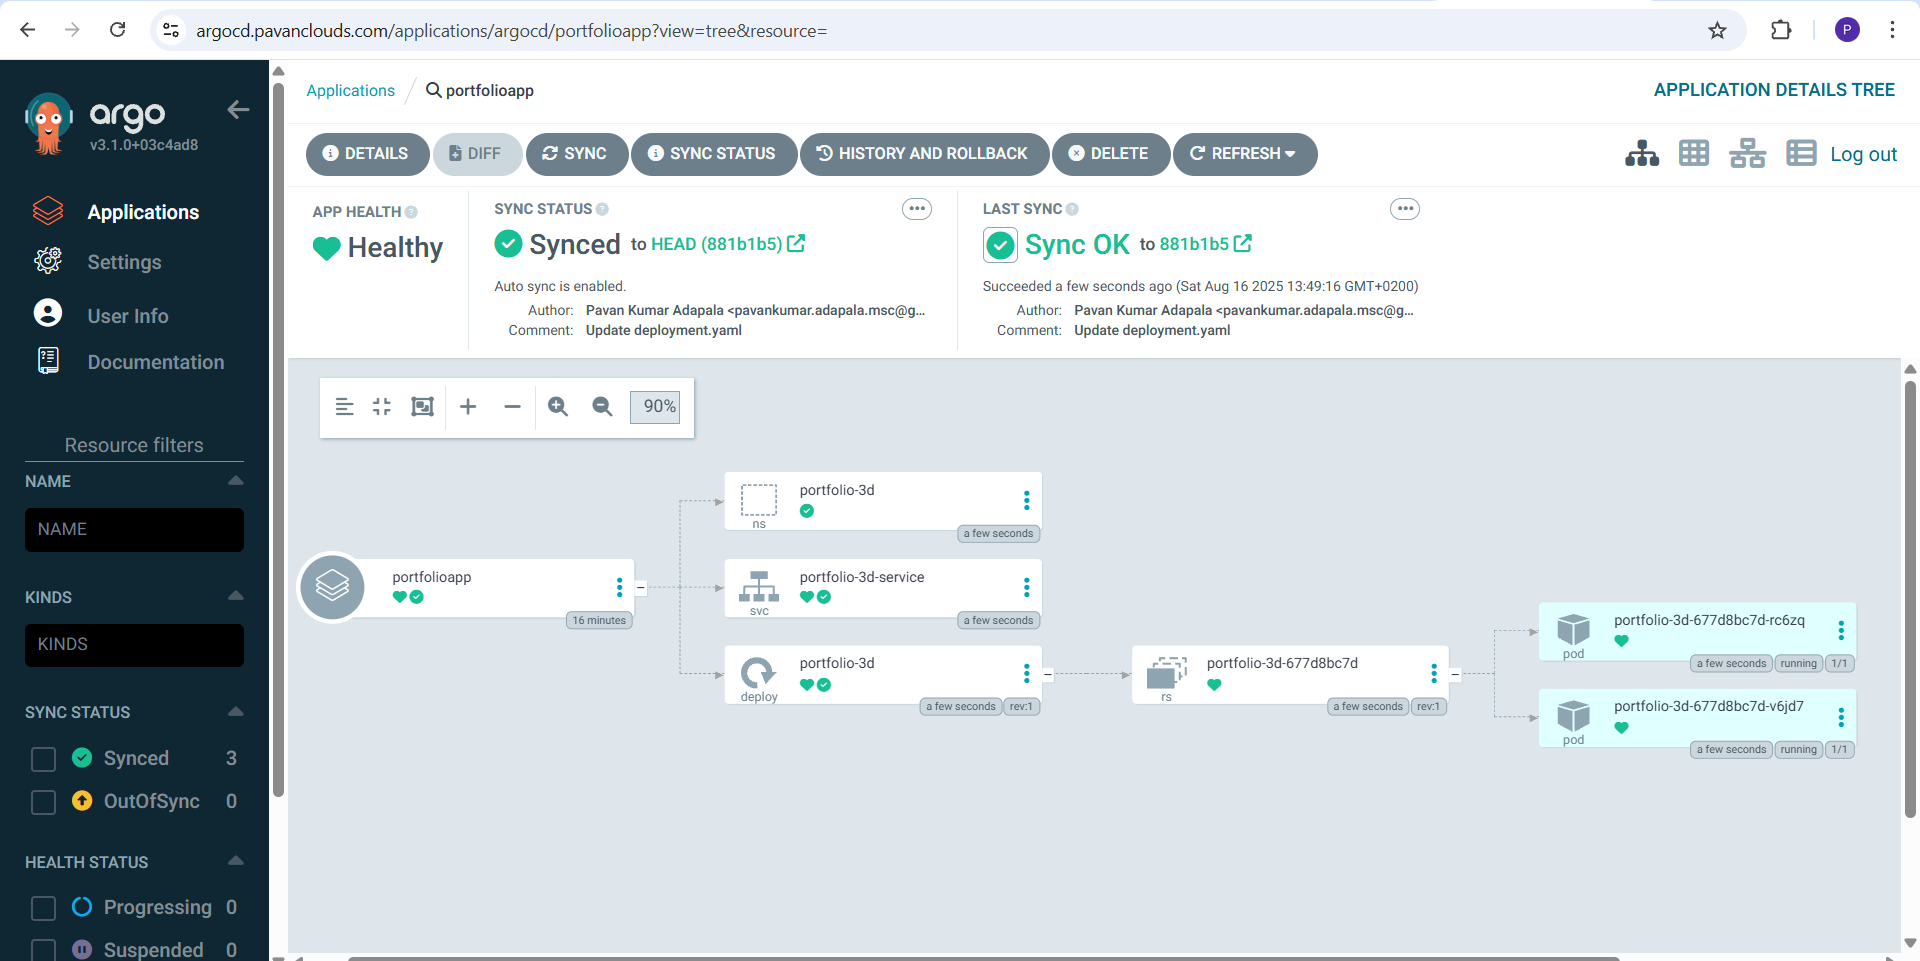 argocd.pavanclouds.com/applications/argocd/portfolioapp?view=tree&resource=
P
argo
v3.1.0+03c4ad8
Applications
Settings
User Info
Documentation
Resource filters
NAME
NAME
KINDS
KINDS
SYNC STATUS
Synced 3
OutOfSync 0
HEALTH STATUS
Progressing 0
Suspended 0
Applications / portfolioapp
APPLICATION DETAILS TREE
DETAILS DIFF SYNC SYNC STATUS HISTORY AND ROLLBACK DELETE REFRESH
Log out
APP HEALTH
Healthy
SYNC STATUS
Synced to HEAD (881b1b5)
Auto sync is enabled.
Author: Pavan Kumar Adapala <pavankumar.adapala.msc@g...
Comment: Update deployment.yaml
LAST SYNC
Sync OK to 881b1b5
Succeeded a few seconds ago (Sat Aug 16 2025 13:49:16 GMT+0200)
Author: Pavan Kumar Adapala <pavankumar.adapala.msc@g...
Comment: Update deployment.yaml
90%
portfolioapp
16 minutes
portfolio-3d
ns
a few seconds
portfolio-3d-service
svc
a few seconds
portfolio-3d
deploy
a few seconds rev:1
portfolio-3d-677d8bc7d
rs
a few seconds rev:1
portfolio-3d-677d8bc7d-rc6zq
pod
a few seconds running 1/1
portfolio-3d-677d8bc7d-v6jd7
pod
a few seconds running 1/1